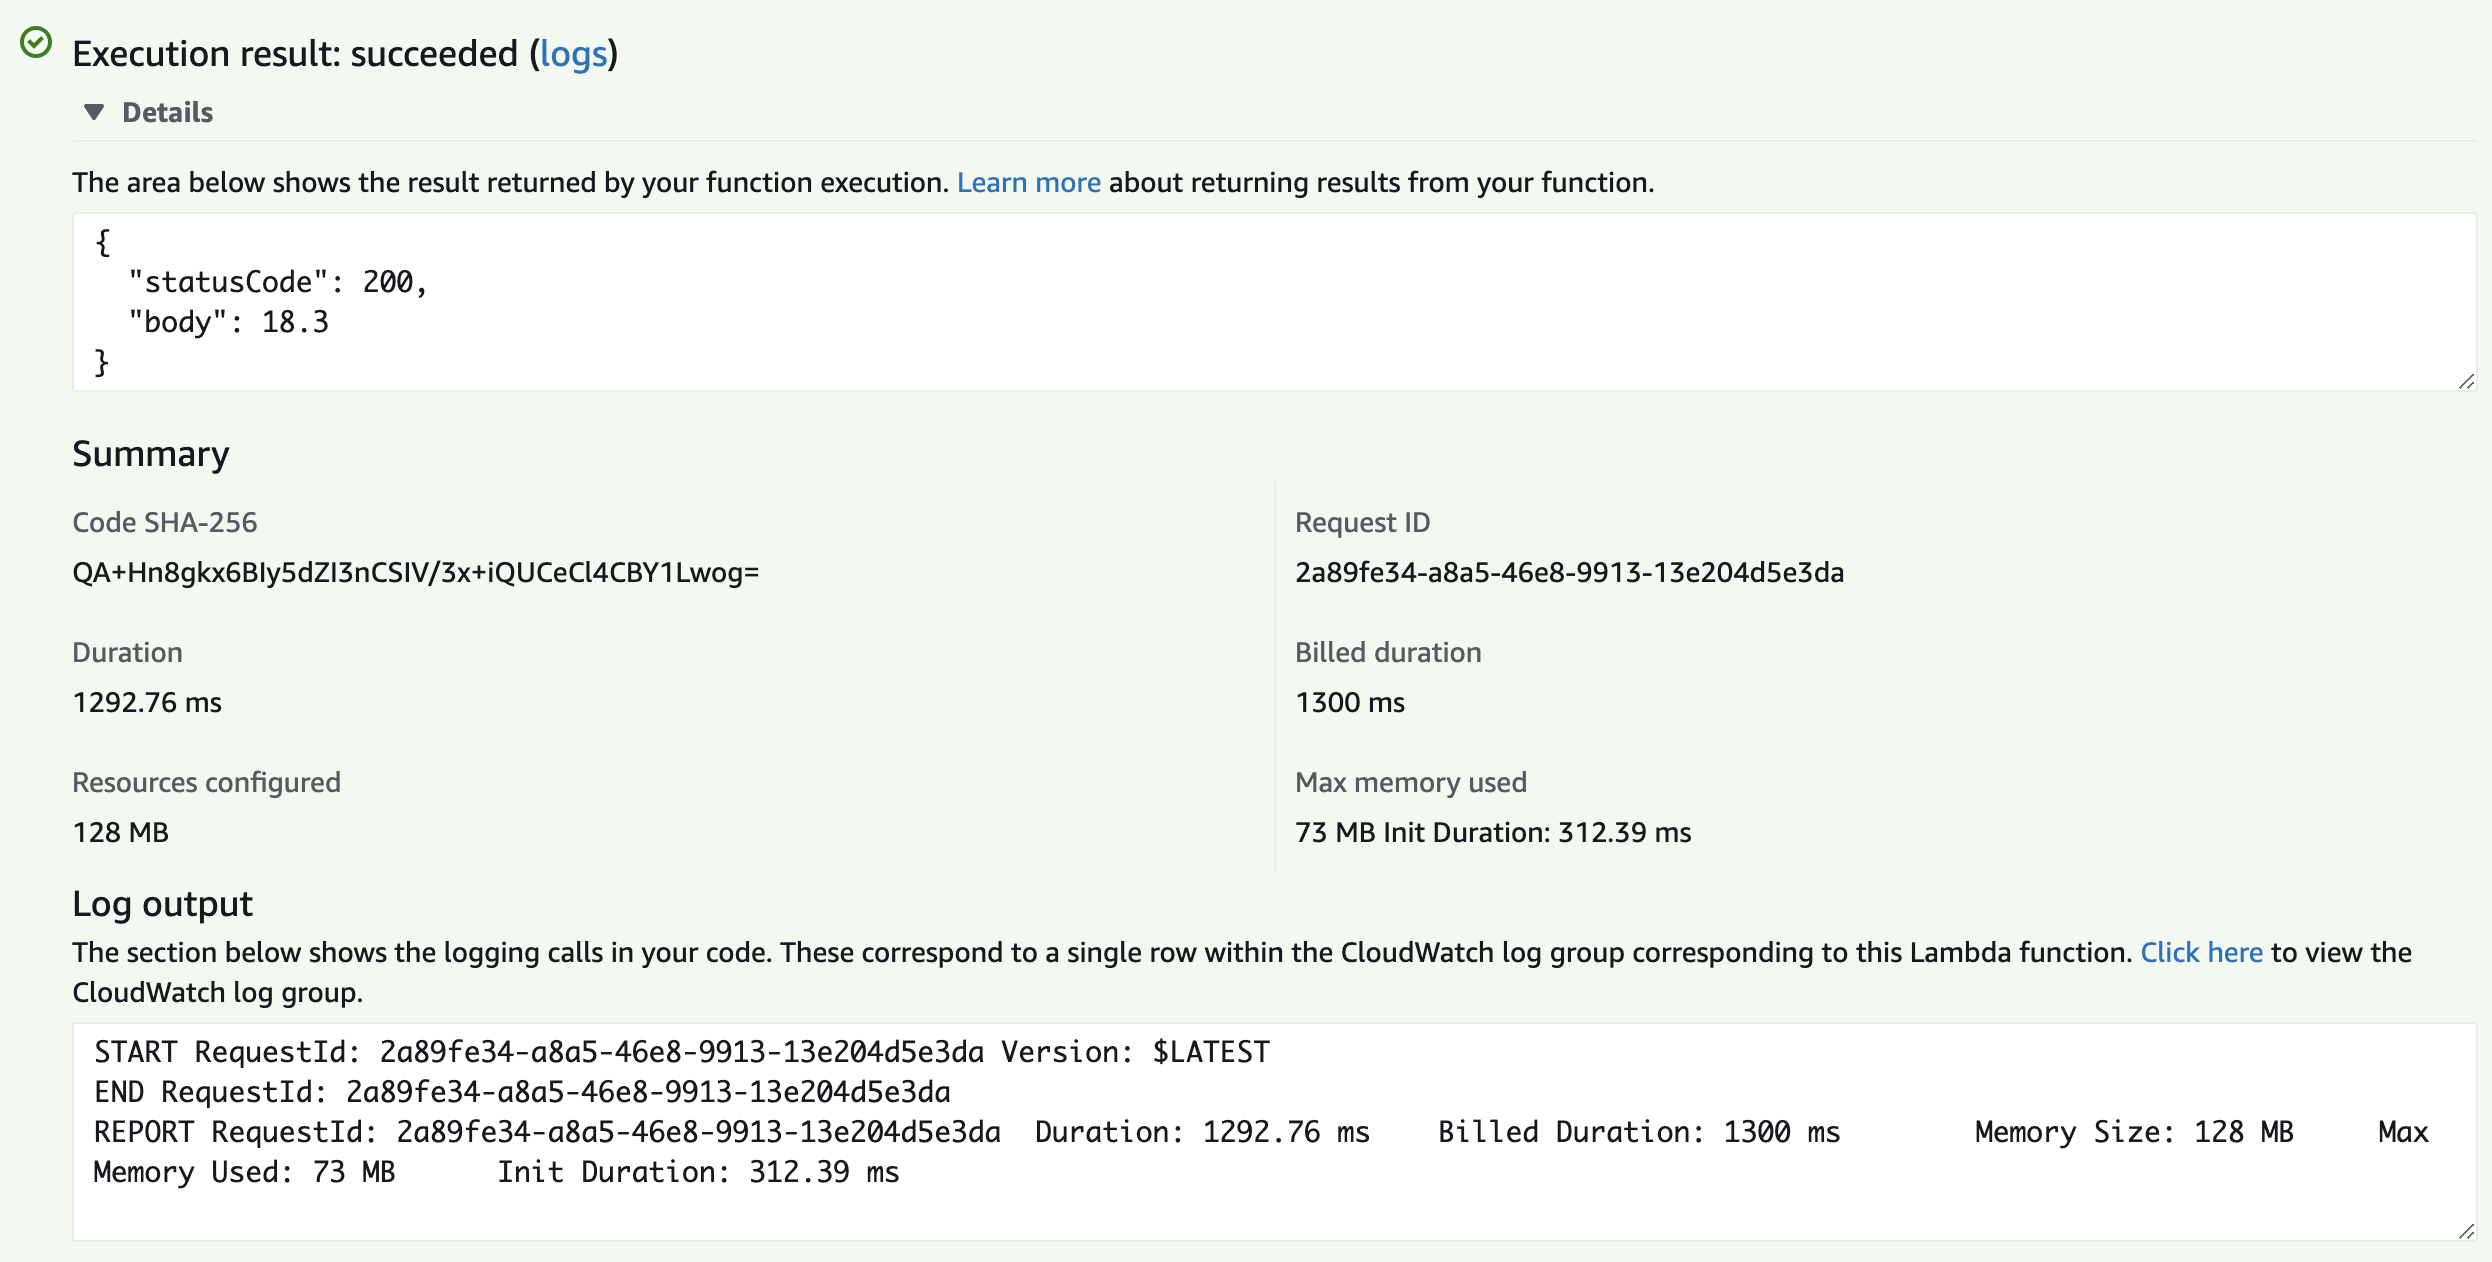 Execution result: succeeded (logs)
Details
The area below shows the result returned by your function execution. Learn more about returning results from your function.
{
  "statusCode": 200,
  "body": 18.3
}
Summary
Code SHA-256
QA+Hn8gkx6BIy5dZI3nCSIV/3x+iQUCeCl4CBY1Lwog=
Request ID
2a89fe34-a8a5-46e8-9913-13e204d5e3da
Duration
1292.76 ms
Billed duration
1300 ms
Resources configured
128 MB
Max memory used
73 MB Init Duration: 312.39 ms
Log output
The section below shows the logging calls in your code. These correspond to a single row within the CloudWatch log group corresponding to this Lambda function. Click here to view the
CloudWatch log group.
START RequestId: 2a89fe34-a8a5-46e8-9913-13e204d5e3da Version: $LATEST
END RequestId: 2a89fe34-a8a5-46e8-9913-13e204d5e3da
REPORT RequestId: 2a89fe34-a8a5-46e8-9913-13e204d5e3da  Duration: 1292.76 ms    Billed Duration: 1300 ms        Memory Size: 128 MB     Max
Memory Used: 73 MB      Init Duration: 312.39 ms